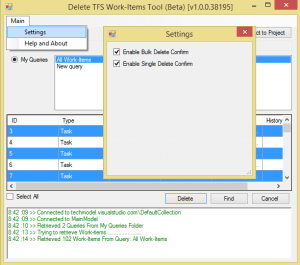 Delete TFS Work-Items Tool (Beta) [v1.0.0.38195]
Main
Settings
Help and About
ct to Project
My Queries
All Work-Items
New query
Settings
Enable Bulk Delete Confirm
Enable Single Delete Confirm
ID Type History
3 Task
4 Task
5 Task
6 Task
7 Task
Select All
Delete Find Cancel
8:42 :09 >> Connected to techmodel.visualstudio.com\DefaultCollection
8:42 :09 >> Connected to MainModel
8:42 :10 >> Retrieved 2 Queries From My Queries Folder
8:42 :13 >> Trying to retrieve Work-items
8:42 :14 >> Retrieved 102 Work-Items From Query: All Work-Items